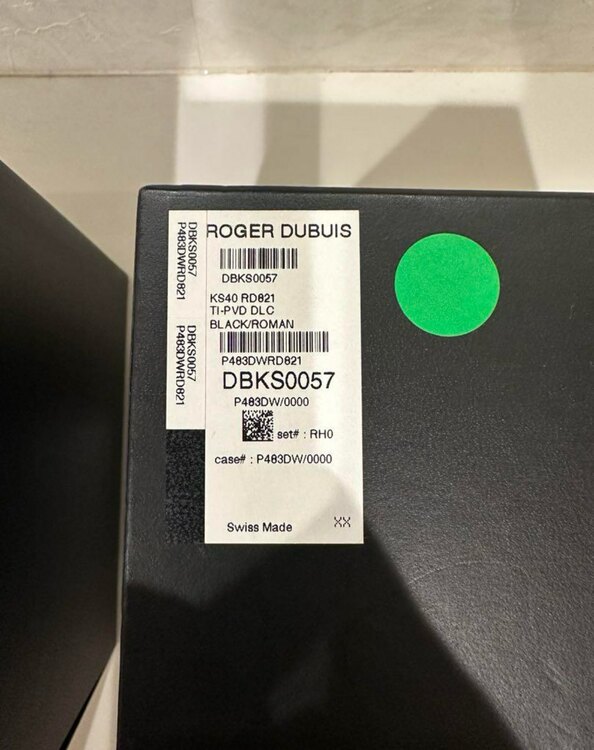 DBKS0057
P483DWRD821
DBKS0057
P483DWRD821
ROGER DUBUIS
DBKS0057
KS40 RD821
TI-PVD DLC
BLACK/ROMAN
P483DWRD821
DBKS0057
P483DW/0000
set# : RH0
case# : P483DW/0000
Swiss Made XX